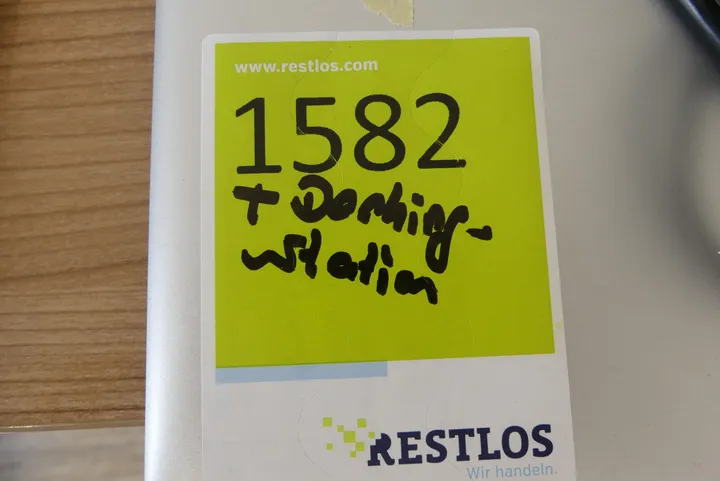 www.restlos.com
1582
+ Docking-
station
RESTLOS
Wir handeln.